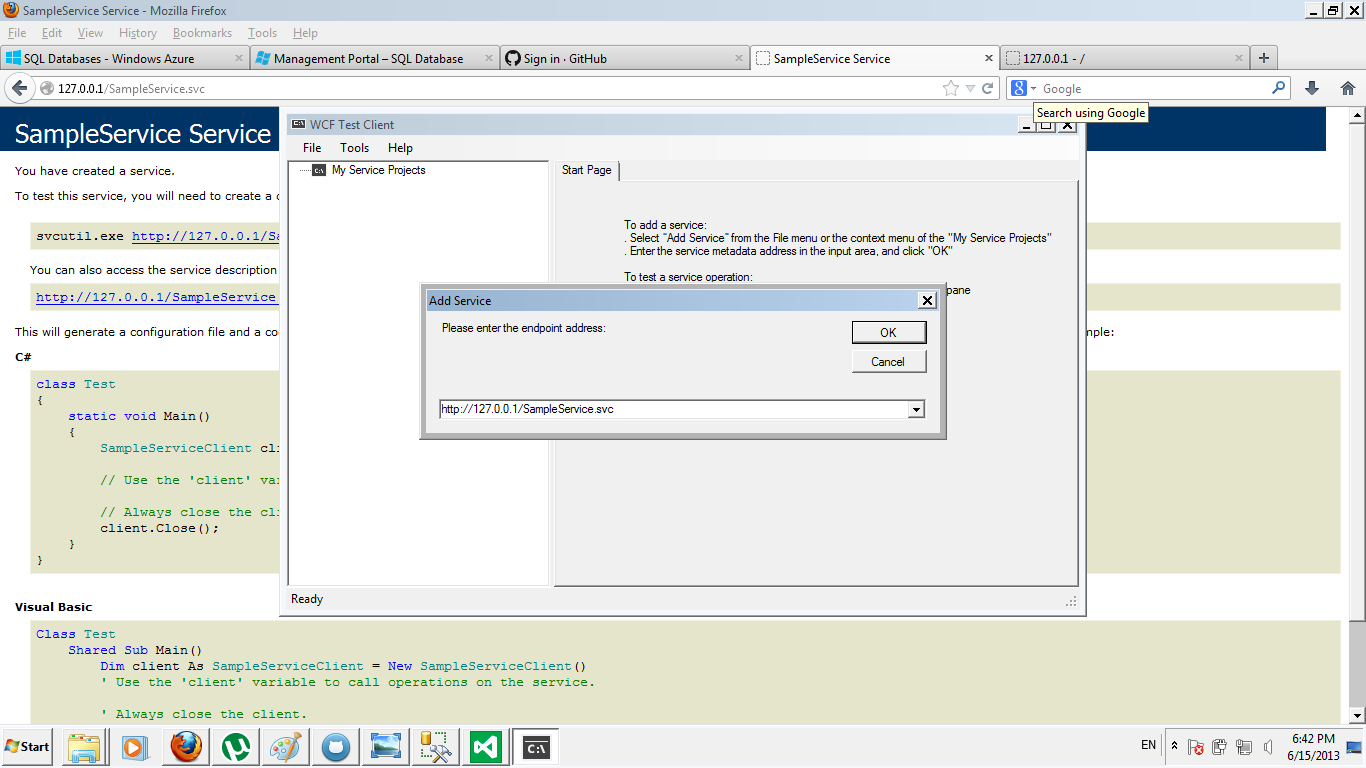 SampleService Service - Mozilla Firefox
File Edit View History Bookmarks Tools Help
SQL Databases - Windows Azure
Management Portal – SQL Database
Sign in · GitHub
SampleService Service
127.0.0.1 - /
127.0.0.1/SampleService.svc
Google
Search using Google
SampleService Service
You have created a service.
To test this service, you will need to create a
svcutil.exe http://127.0.0.1/Sa
You can also access the service description
http://127.0.0.1/SampleService
This will generate a configuration file and a
C#
class Test
{
static void Main()
{
SampleServiceClient
// Use the 'client'
// Always close the
client.Close();
}
}
Visual Basic
Class Test
Shared Sub Main()
Dim client As SampleServiceClient = New SampleServiceClient()
' Use the 'client' variable to call operations on the service.
' Always close the client.
WCF Test Client
File Tools Help
My Service Projects
Start Page
To add a service:
. Select "Add Service" from the File menu or the context menu of the "My Service Projects"
. Enter the service metadata address in the input area, and click "OK"
To test a service operation:
pane
Add Service
Please enter the endpoint address:
OK
Cancel
http://127.0.0.1/SampleService.svc
Ready
mple:
Start
C:\
EN
6:42 PM
6/15/2013